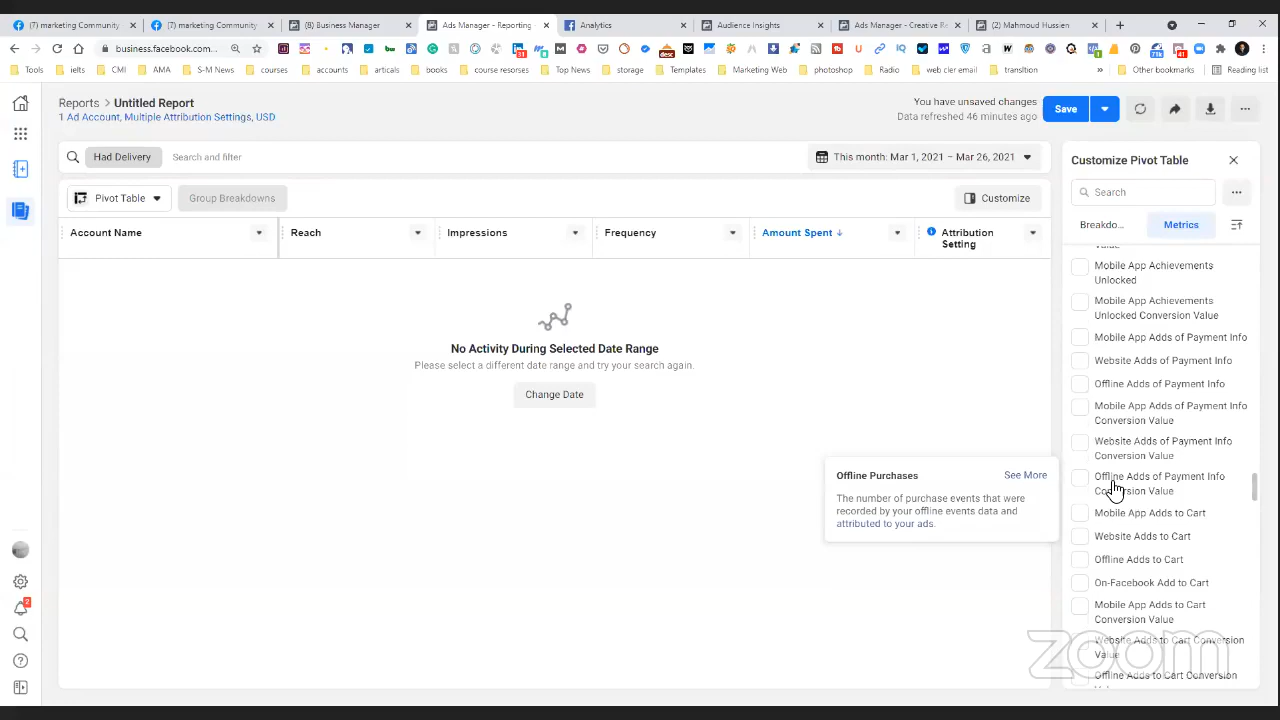 (7) marketing Community
(7) marketing Community
(8) Business Manager
Ads Manager - Reporting -
Analytics
Audience Insights
Ads Manager - Creative Re
(2) Mahmoud Hussien
business.facebook.com...
Tools
ielts
CMI
AMA
S-M New
courses
accounts
articals
books
course resorses
Top News
storage
Templates
Marketing Web
photoshop
Radio
web cler email
transltion
»
Other bookmarks
Reading list
Reports > Untitled Report
1 Ad Account, Multiple Attribution Settings, USD
You have unsaved changes
Data refreshed 46 minutes ago
Save
Had Delivery
Search and filter
This month: Mar 1, 2021 – Mar 26, 2021
Pivot Table
Group Breakdowns
Customize
Account Name
Reach
Impressions
Frequency
Amount Spent ↓
Attribution
Setting
No Activity During Selected Date Range
Please select a different date range and try your search again.
Change Date
Offline Purchases
See More
The number of purchase events that were
recorded by your offline events data and
attributed to your ads.
Customize Pivot Table
Search
Breakdo...
Metrics
Value
Mobile App Achievements
Unlocked
Mobile App Achievements
Unlocked Conversion Value
Mobile App Adds of Payment Info
Website Adds of Payment Info
Offline Adds of Payment Info
Mobile App Adds of Payment Info
Conversion Value
Website Adds of Payment Info
Conversion Value
Offline Adds of Payment Info
Conversion Value
Mobile App Adds to Cart
Website Adds to Cart
Offline Adds to Cart
On-Facebook Add to Cart
Mobile App Adds to Cart
Conversion Value
Website Adds to Cart Conversion
Value
Offline Adds to Cart Conversion
zoom